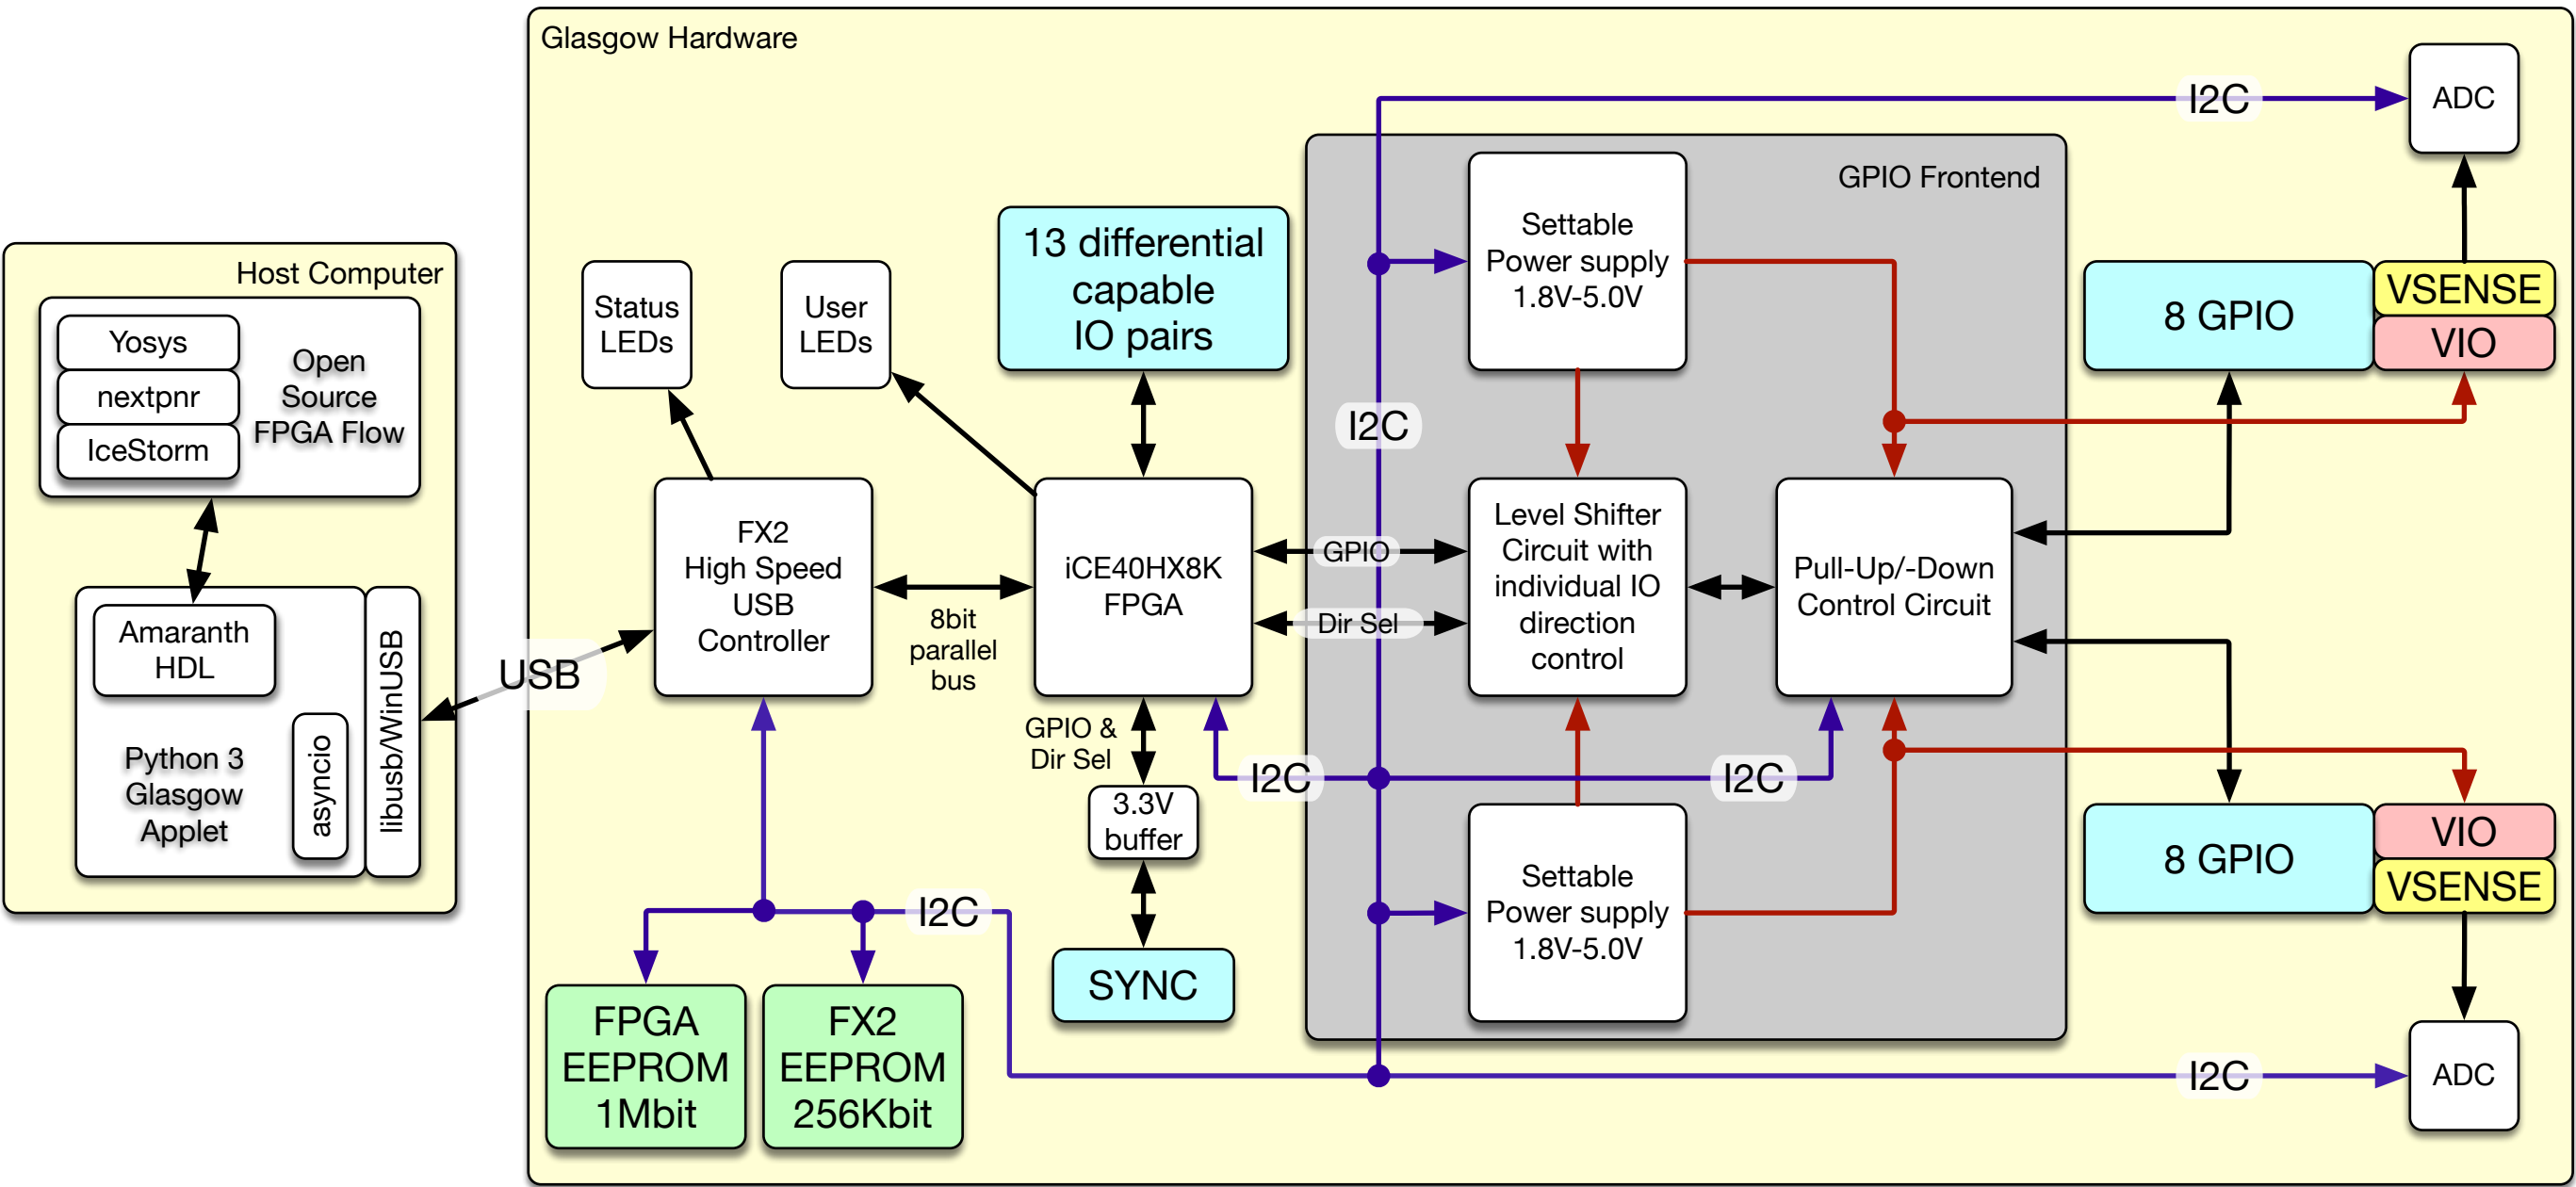 Glasgow Hardware
I2C
ADC
GPIO Frontend
Settable
Power supply
1.8V-5.0V
13 differential
capable
IO pairs
Host Computer
Status
LEDs
User
LEDs
8 GPIO
VSENSE
VIO
Yosys
nextpnr
IceStorm
Open
Source
FPGA Flow
I2C
FX2
High Speed
USB
Controller
8bit
parallel
bus
iCE40HX8K
FPGA
GPIO
Dir Sel
Level Shifter
Circuit with
individual IO
direction
control
Pull-Up/-Down
Control Circuit
Amaranth
HDL
Python 3
Glasgow
Applet
asyncio
libusb/WinUSB
USB
GPIO &
Dir Sel
I2C
I2C
3.3V
buffer
SYNC
Settable
Power supply
1.8V-5.0V
8 GPIO
VIO
VSENSE
I2C
FPGA
EEPROM
1Mbit
FX2
EEPROM
256Kbit
I2C
ADC